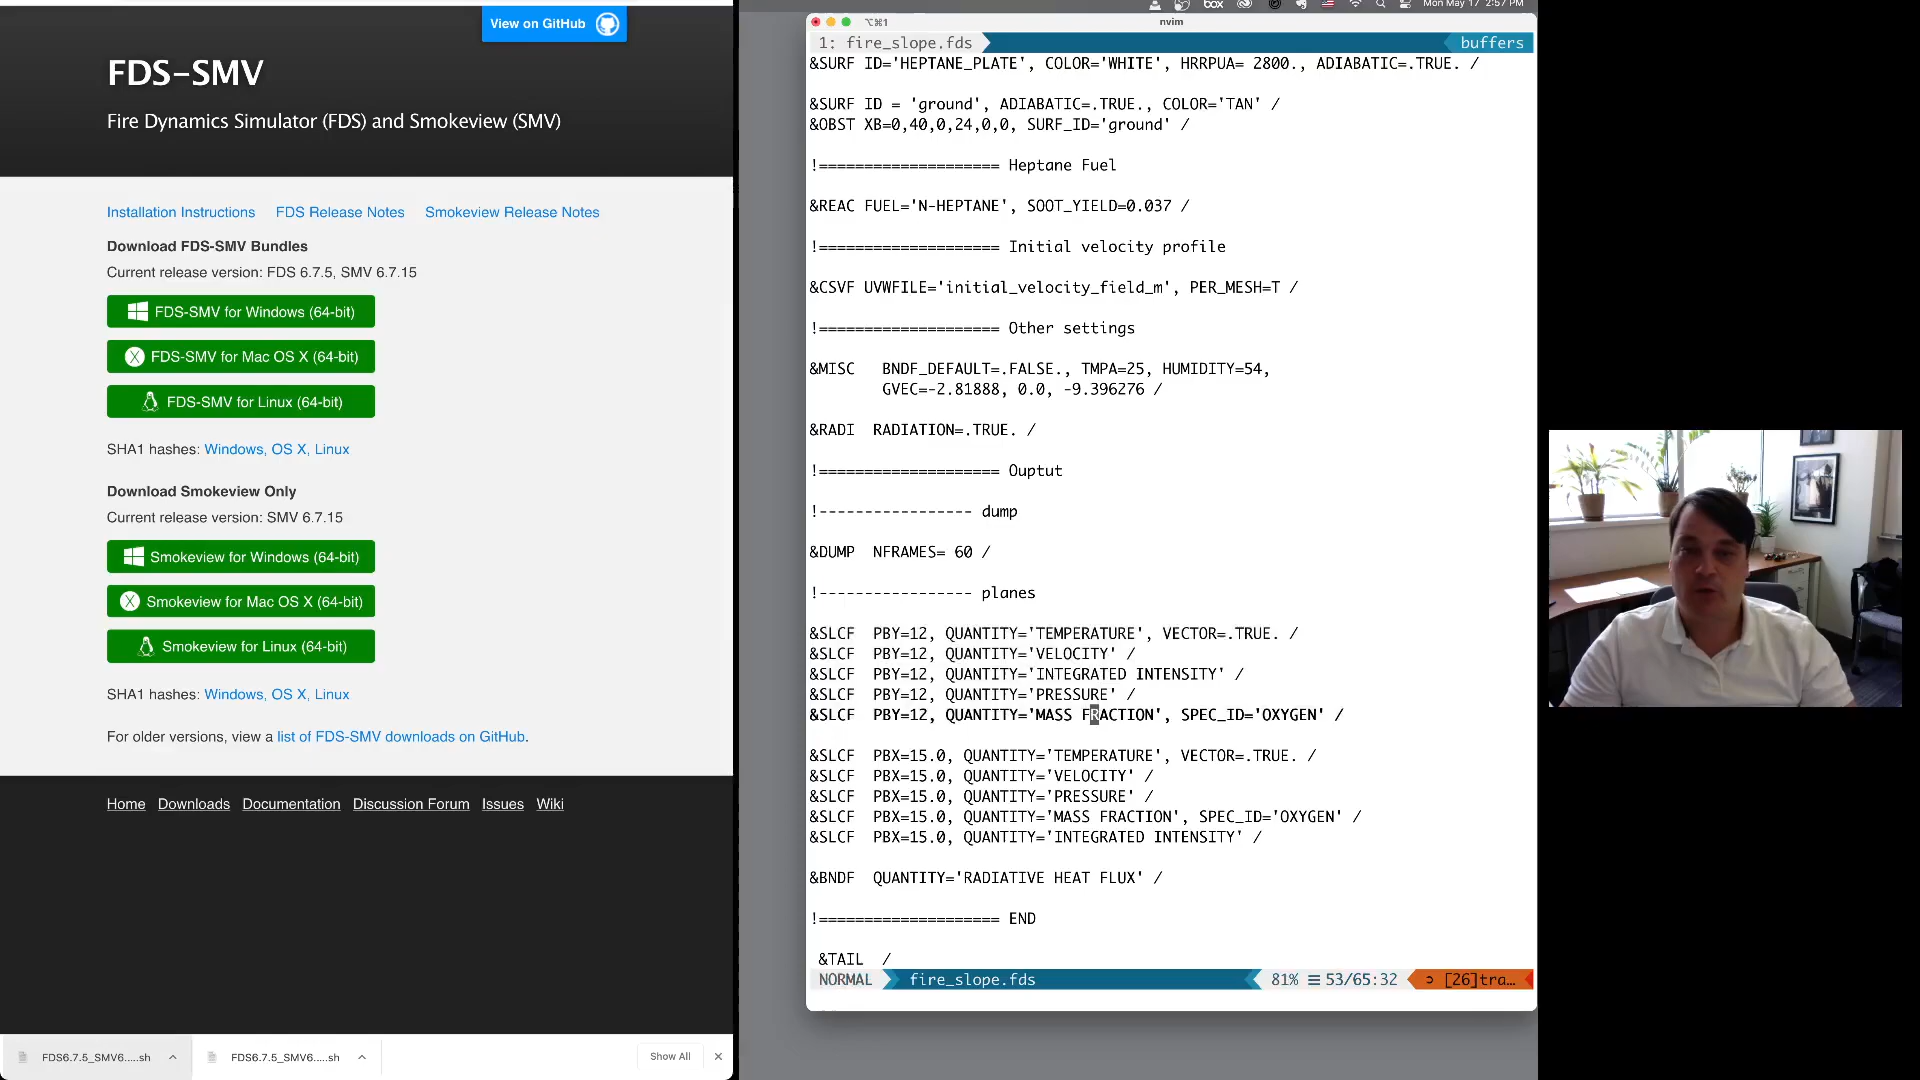 View on GitHub
FDS-SMV
Fire Dynamics Simulator (FDS) and Smokeview (SMV)
Installation Instructions FDS Release Notes Smokeview Release Notes
Download FDS-SMV Bundles
Current release version: FDS 6.7.5, SMV 6.7.15
FDS-SMV for Windows (64-bit)
FDS-SMV for Mac OS X (64-bit)
FDS-SMV for Linux (64-bit)
SHA1 hashes: Windows, OS X, Linux
Download Smokeview Only
Current release version: SMV 6.7.15
Smokeview for Windows (64-bit)
Smokeview for Mac OS X (64-bit)
Smokeview for Linux (64-bit)
SHA1 hashes: Windows, OS X, Linux
For older versions, view a list of FDS-SMV downloads on GitHub.
Home Downloads Documentation Discussion Forum Issues Wiki
FDS6.7.5_SMV6.....sh
FDS6.7.5_SMV6.....sh
Show All
box
Mon May 17 2:57 PM
⌥⌘1
nvim
1: fire_slope.fds
buffers
&SURF ID='HEPTANE_PLATE', COLOR='WHITE', HRRPUA= 2800., ADIABATIC=.TRUE. /
&SURF ID = 'ground', ADIABATIC=.TRUE., COLOR='TAN' /
&OBST XB=0,40,0,24,0,0, SURF_ID='ground' /
!==================== Heptane Fuel
&REAC FUEL='N-HEPTANE', SOOT_YIELD=0.037 /
!==================== Initial velocity profile
&CSVF UVWFILE='initial_velocity_field_m', PER_MESH=T /
!==================== Other settings
&MISC BNDF_DEFAULT=.FALSE., TMPA=25, HUMIDITY=54,
GVEC=-2.81888, 0.0, -9.396276 /
&RADI RADIATION=.TRUE. /
!==================== Ouptut
!----------------- dump
&DUMP NFRAMES= 60 /
!----------------- planes
&SLCF PBY=12, QUANTITY='TEMPERATURE', VECTOR=.TRUE. /
&SLCF PBY=12, QUANTITY='VELOCITY' /
&SLCF PBY=12, QUANTITY='INTEGRATED INTENSITY' /
&SLCF PBY=12, QUANTITY='PRESSURE' /
&SLCF PBY=12, QUANTITY='MASS FRACTION', SPEC_ID='OXYGEN' /
&SLCF PBX=15.0, QUANTITY='TEMPERATURE', VECTOR=.TRUE. /
&SLCF PBX=15.0, QUANTITY='VELOCITY' /
&SLCF PBX=15.0, QUANTITY='PRESSURE' /
&SLCF PBX=15.0, QUANTITY='MASS FRACTION', SPEC_ID='OXYGEN' /
&SLCF PBX=15.0, QUANTITY='INTEGRATED INTENSITY' /
&BNDF QUANTITY='RADIATIVE HEAT FLUX' /
!==================== END
&TAIL /
NORMAL fire_slope.fds 81% ☰ 53/65:32 [26]tra…